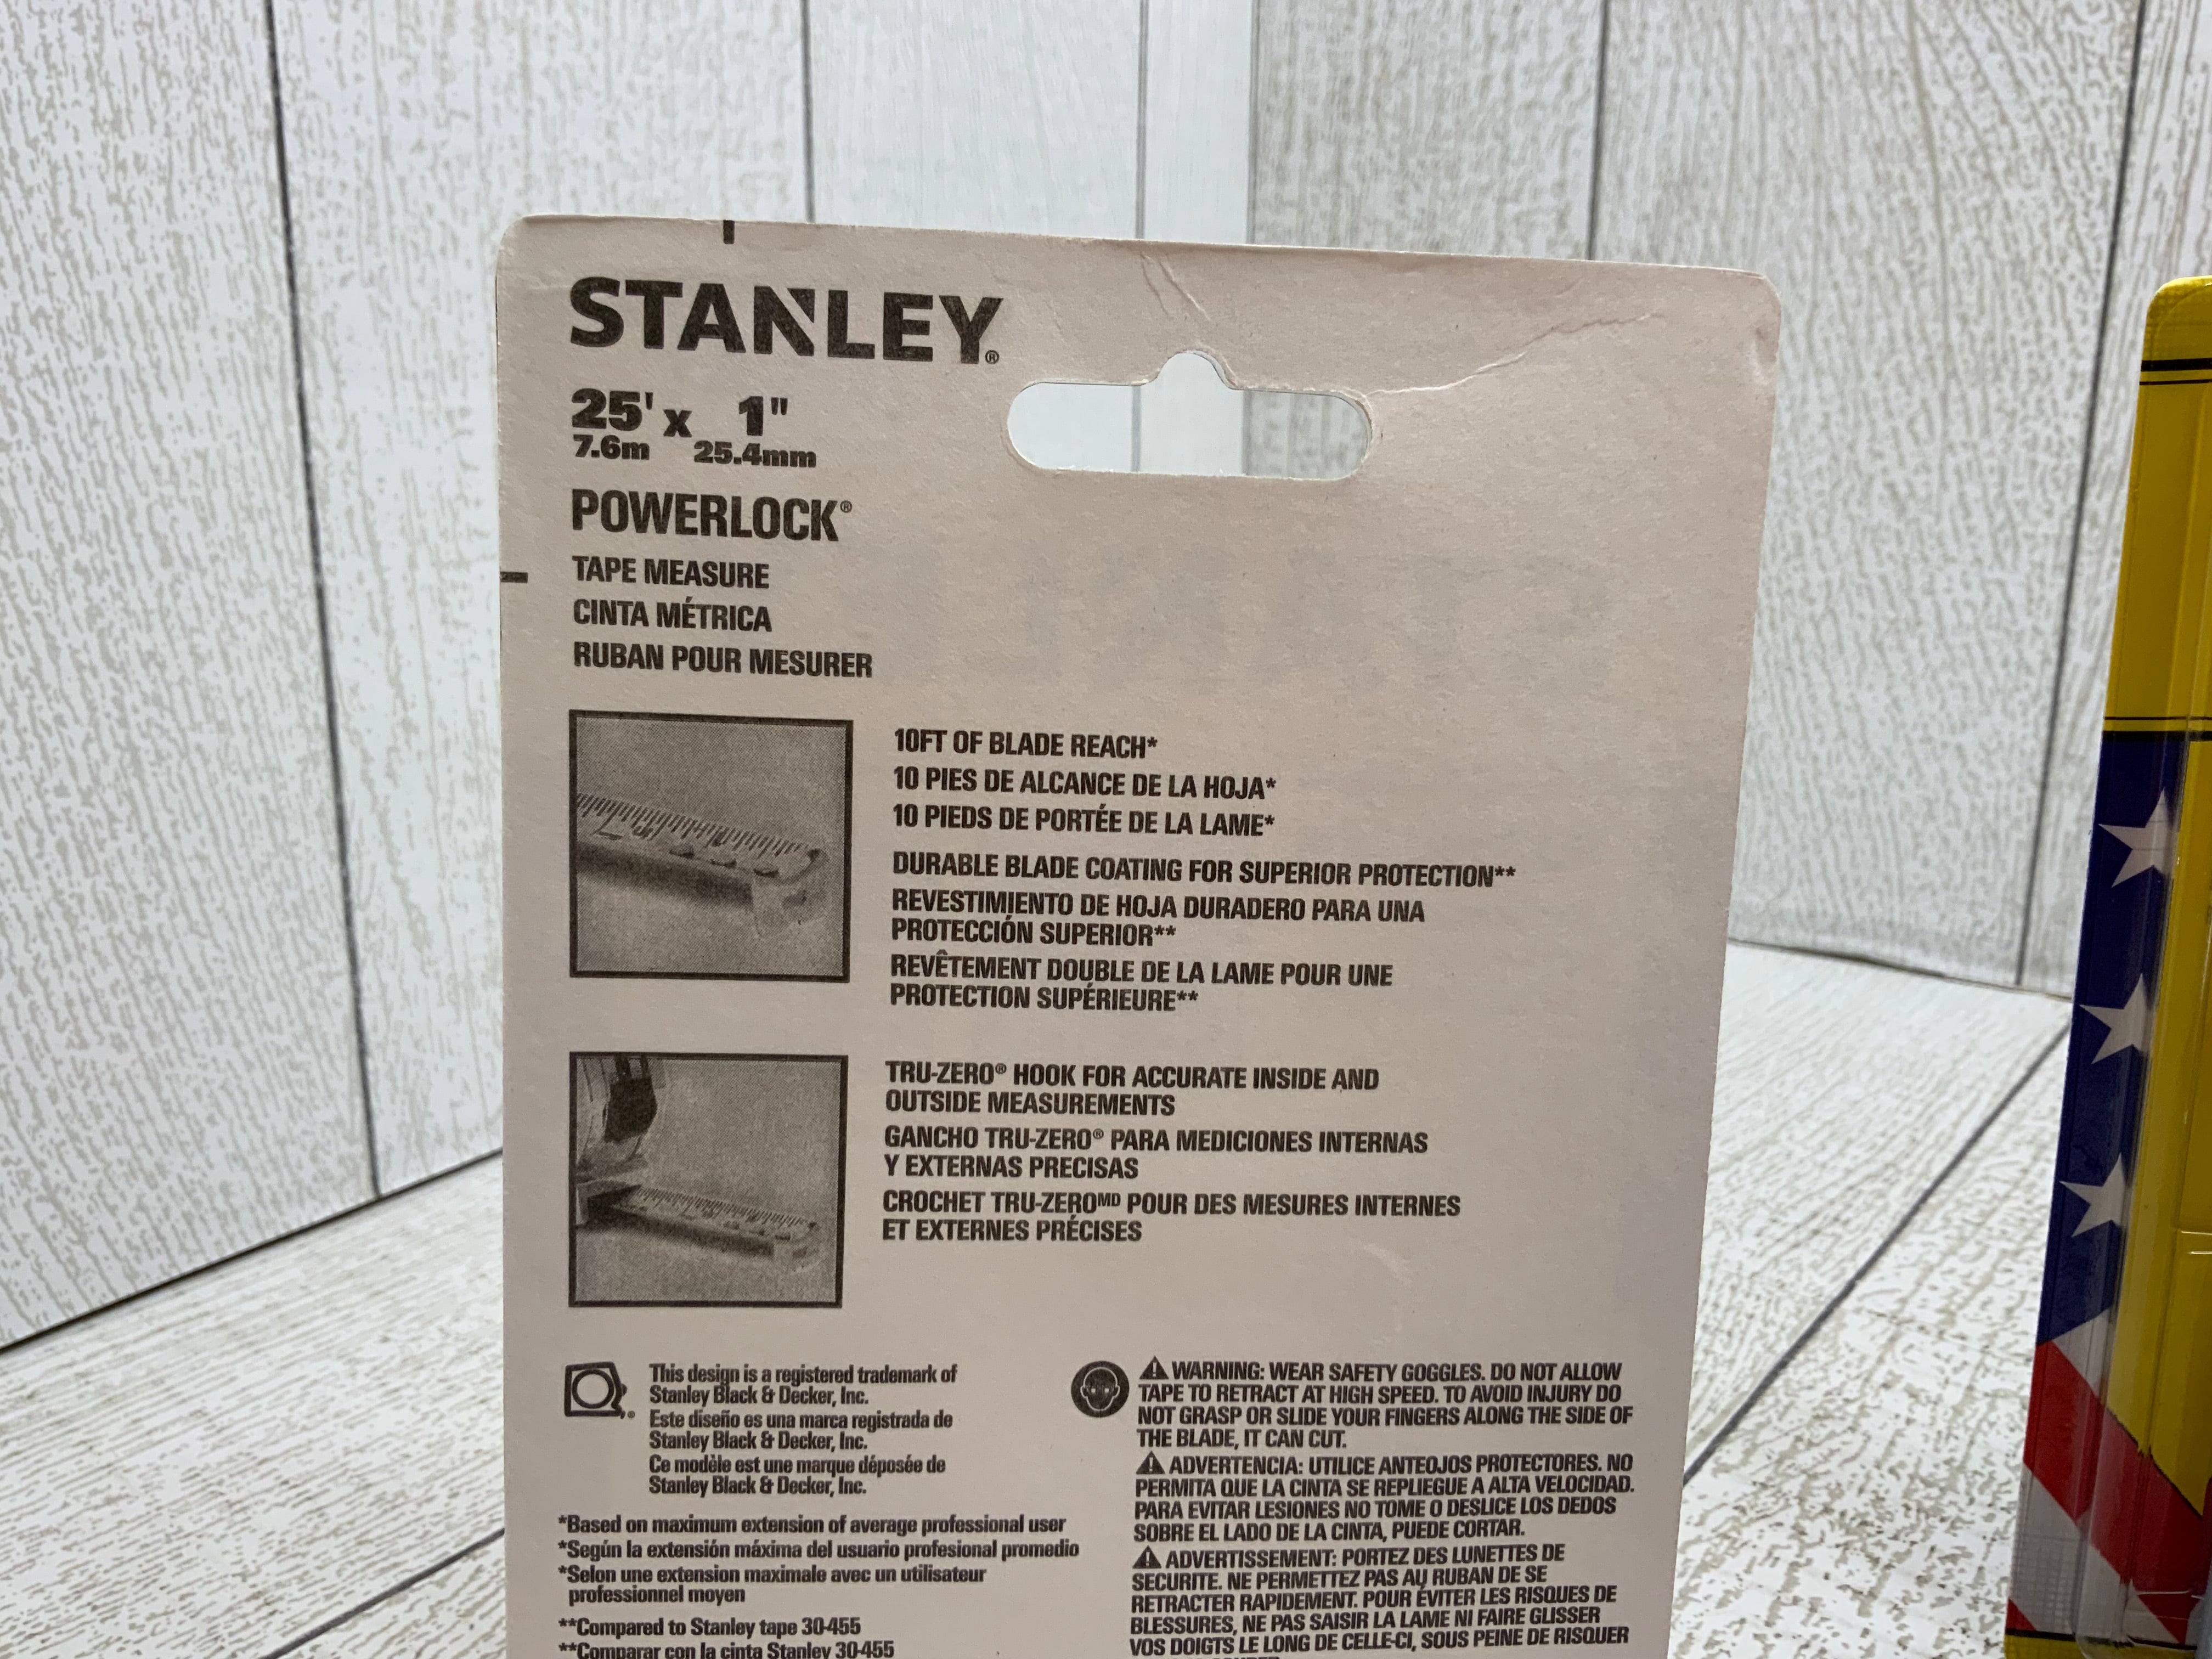 STANLEY®
25' x 1"
7.6m 25.4mm
POWERLOCK®
TAPE MEASURE
CINTA MÉTRICA
RUBAN POUR MESURER
10FT OF BLADE REACH*
10 PIES DE ALCANCE DE LA HOJA*
10 PIEDS DE PORTÉE DE LA LAME*
DURABLE BLADE COATING FOR SUPERIOR PROTECTION**
REVESTIMIENTO DE HOJA DURADERO PARA UNA
PROTECCIÓN SUPERIOR**
REVÊTEMENT DOUBLE DE LA LAME POUR UNE
PROTECTION SUPÉRIEURE**
TRU-ZERO® HOOK FOR ACCURATE INSIDE AND
OUTSIDE MEASUREMENTS
GANCHO TRU-ZERO® PARA MEDICIONES INTERNAS
Y EXTERNAS PRECISAS
CROCHET TRU-ZEROMD POUR DES MESURES INTERNES
ET EXTERNES PRÉCISES
This design is a registered trademark of
Stanley Black & Decker, Inc.
Este diseño es una marca registrada de
Stanley Black & Decker, Inc.
Ce modèle est une marque déposée de
Stanley Black & Decker, Inc.
*Based on maximum extension of average professional user
*Según la extensión máxima del usuario profesional promedio
*Selon une extension maximale avec un utilisateur
professionnel moyen
**Compared to Stanley tape 30-455
**Comparar con la cinta Stanley 30-455
⚠ WARNING: WEAR SAFETY GOGGLES. DO NOT ALLOW
TAPE TO RETRACT AT HIGH SPEED. TO AVOID INJURY DO
NOT GRASP OR SLIDE YOUR FINGERS ALONG THE SIDE OF
THE BLADE, IT CAN CUT.
⚠ ADVERTENCIA: UTILICE ANTEOJOS PROTECTORES. NO
PERMITA QUE LA CINTA SE REPLIEGUE A ALTA VELOCIDAD.
PARA EVITAR LESIONES NO TOME O DESLICE LOS DEDOS
SOBRE EL LADO DE LA CINTA, PUEDE CORTAR.
⚠ ADVERTISSEMENT: PORTEZ DES LUNETTES DE
SECURITE. NE PERMETTEZ PAS AU RUBAN DE SE
RETRACTER RAPIDEMENT. POUR ÉVITER LES RISQUES DE
BLESSURES, NE PAS SAISIR LA LAME NI FAIRE GLISSER
VOS DOIGTS LE LONG DE CELLE-CI, SOUS PEINE DE RISQUER